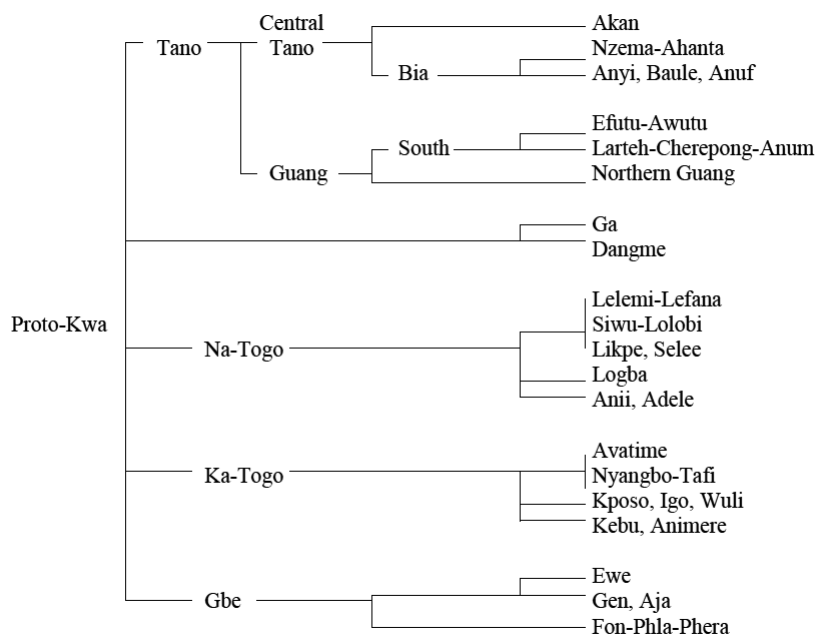 Central
Akan
Tano
Tano
Nzema-Ahanta
Bia
Anyi, Baule, Anuf
Efutu-Awutu
South
Larteh-Cherepong-Anum
Guang
Northern Guang
Ga
Dangme
Lelemi-Lefana
Proto-Kwa
Siwu-Lolobi
Na-Togo
Likpe, Selee
Logba
Anii, Adele
Avatime
Ka-Togo
Nyangbo-Tafi
Kposo, Igo, Wuli
Kebu, Animere
Ewe
Gbe
Gen, Aja
Fon-Phla-Phera